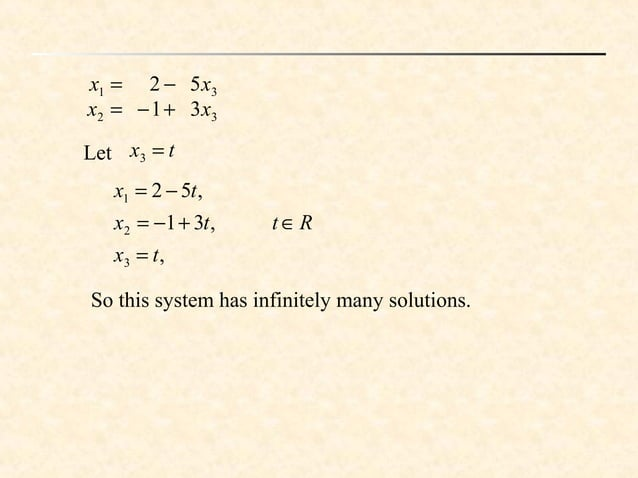 x₁ = 2 − 5x₃
x₂ = −1 + 3x₃
Let x₃ = t
x₁ = 2 − 5t,
x₂ = −1 + 3t, t ∈ R
x₃ = t,
So this system has infinitely many solutions.